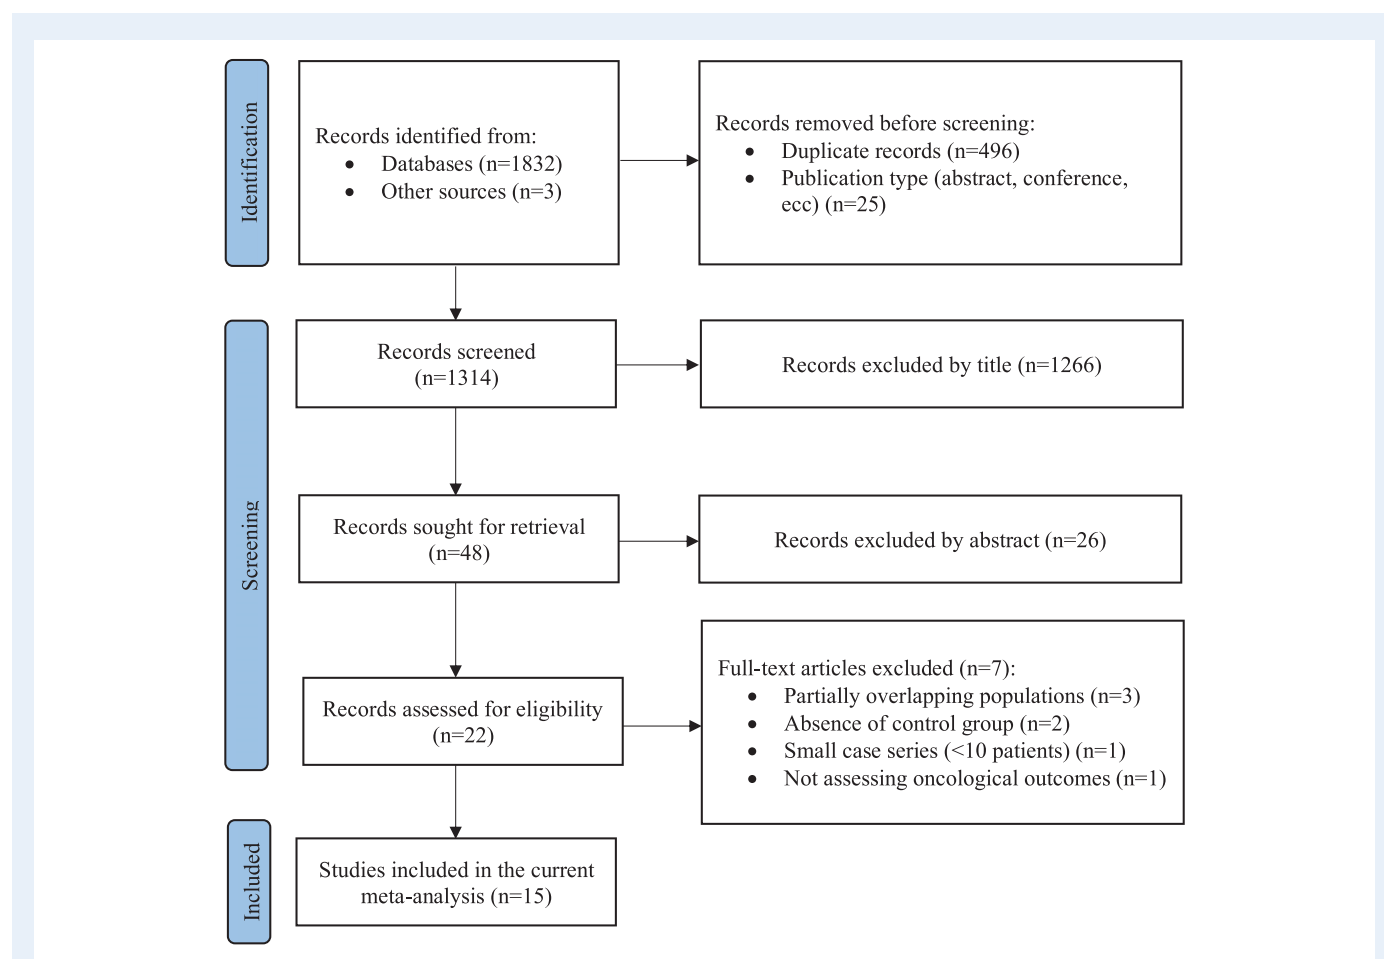 Identification
Records identified from:
• Databases (n=1832)
• Other sources (n=3)
Records removed before screening:
• Duplicate records (n=496)
• Publication type (abstract, conference,
ecc) (n=25)
Screening
Records screened
(n=1314)
Records excluded by title (n=1266)
Records sought for retrieval
(n=48)
Records excluded by abstract (n=26)
Records assessed for eligibility
(n=22)
Full-text articles excluded (n=7):
• Partially overlapping populations (n=3)
• Absence of control group (n=2)
• Small case series (<10 patients) (n=1)
• Not assessing oncological outcomes (n=1)
Included
Studies included in the current
meta-analysis (n=15)